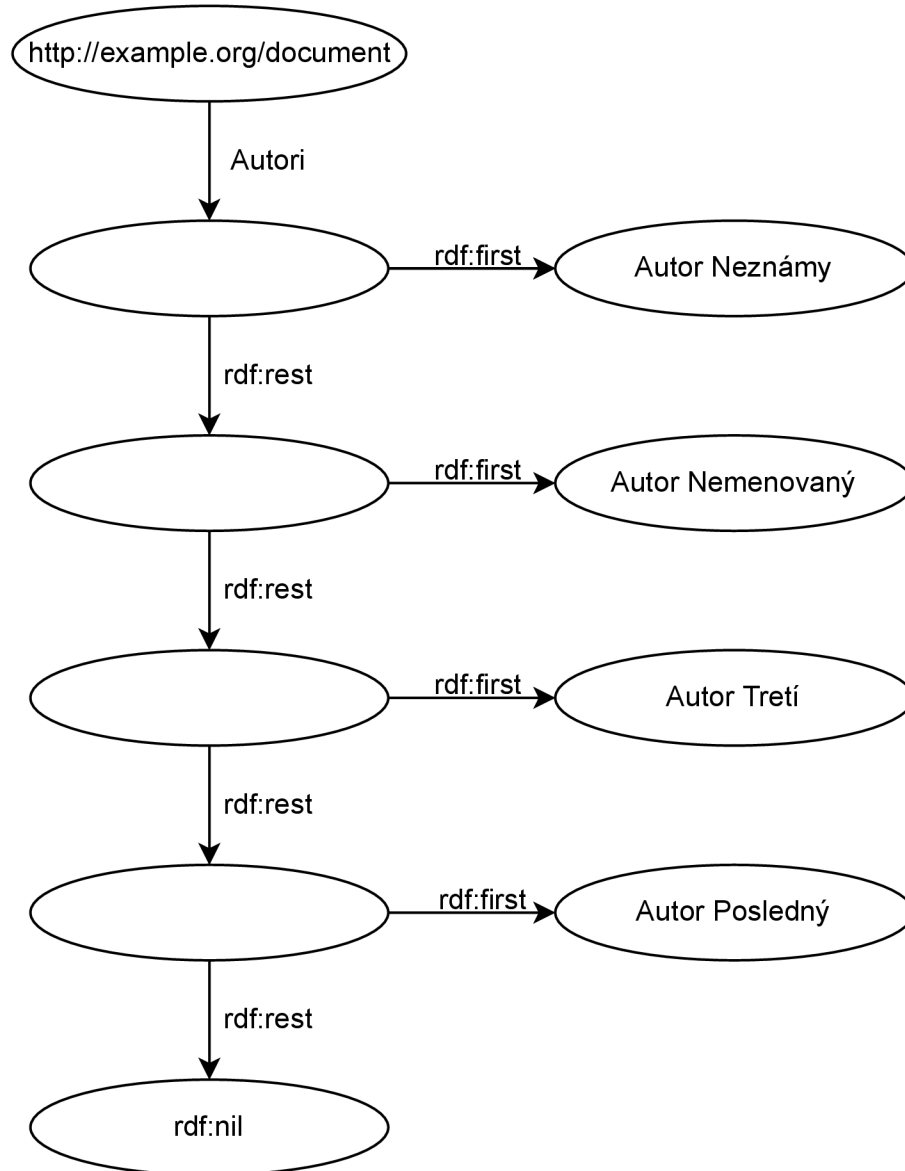 http://example.org/document
Autori
rdf:first
Autor Neznámy
rdf:rest
rdf:first
Autor Nemenovaný
rdf:rest
rdf:first
Autor Tretí
rdf:rest
rdf:first
Autor Posledný
rdf:rest
rdf:nil